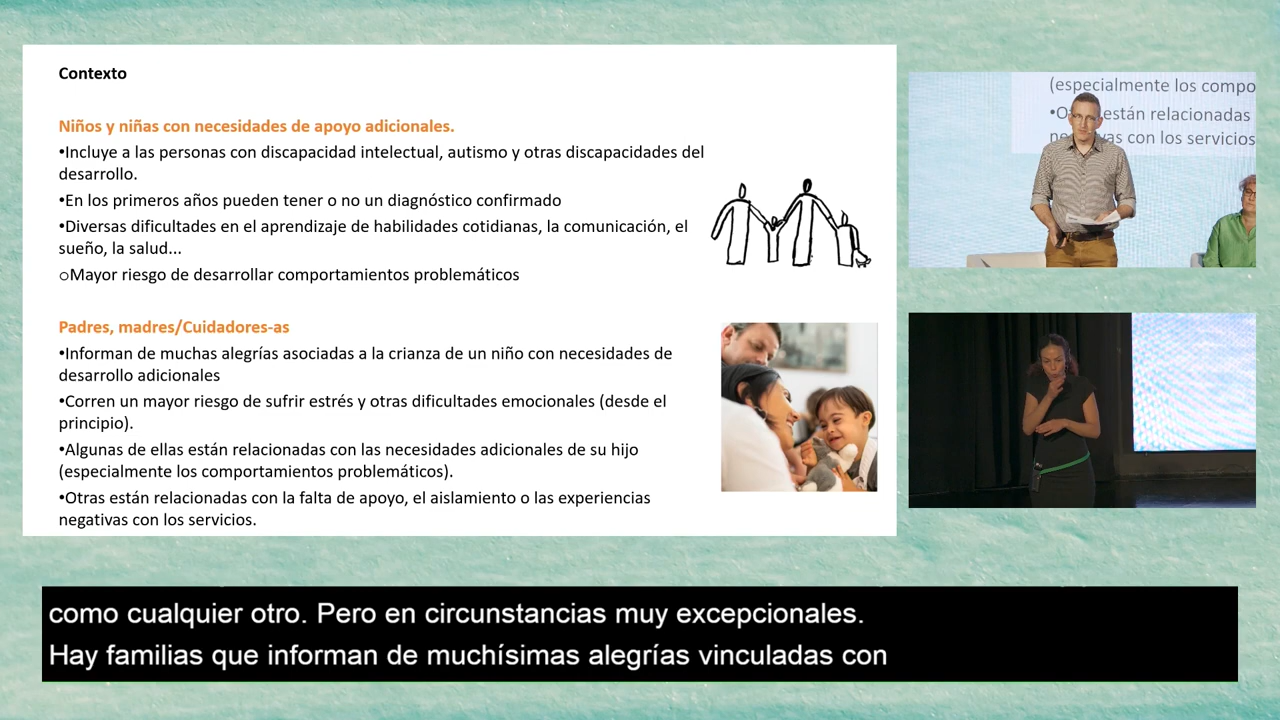 Contexto
Niños y niñas con necesidades de apoyo adicionales.
•Incluye a las personas con discapacidad intelectual, autismo y otras discapacidades del
desarrollo.
•En los primeros años pueden tener o no un diagnóstico confirmado
•Diversas dificultades en el aprendizaje de habilidades cotidianas, la comunicación, el
sueño, la salud...
oMayor riesgo de desarrollar comportamientos problemáticos
Padres, madres/Cuidadores-as
•Informan de muchas alegrías asociadas a la crianza de un niño con necesidades de
desarrollo adicionales
•Corren un mayor riesgo de sufrir estrés y otras dificultades emocionales (desde el
principio).
•Algunas de ellas están relacionadas con las necesidades adicionales de su hijo
(especialmente los comportamientos problemáticos).
•Otras están relacionadas con la falta de apoyo, el aislamiento o las experiencias
negativas con los servicios.
(especialmente los compo
están relacionadas
con los servicios
como cualquier otro. Pero en circunstancias muy excepcionales.
Hay familias que informan de muchísimas alegrías vinculadas con